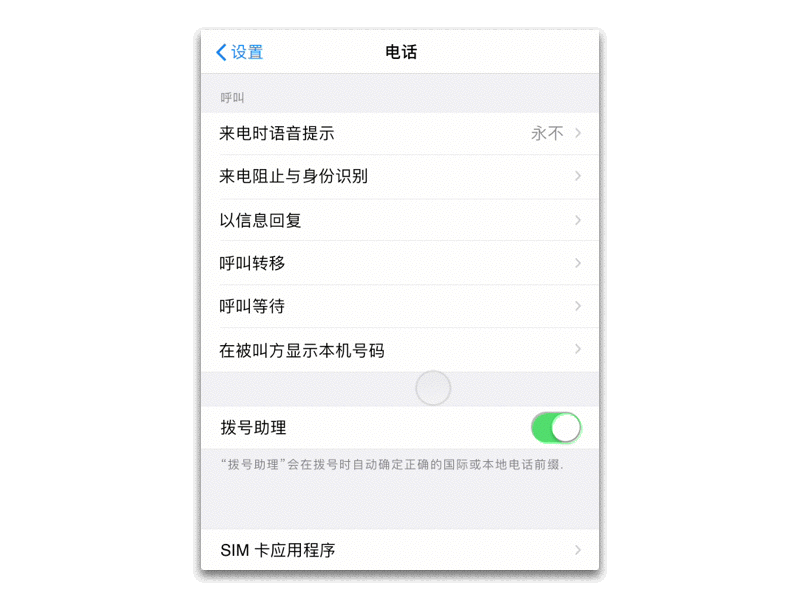 设置
电话
呼叫
来电时语音提示 永不
来电阻止与身份识别
以信息回复
呼叫转移
呼叫等待
在被叫方显示本机号码
拨号助理
“拨号助理”会在拨号时自动确定正确的国际或本地电话前缀.
SIM 卡应用程序